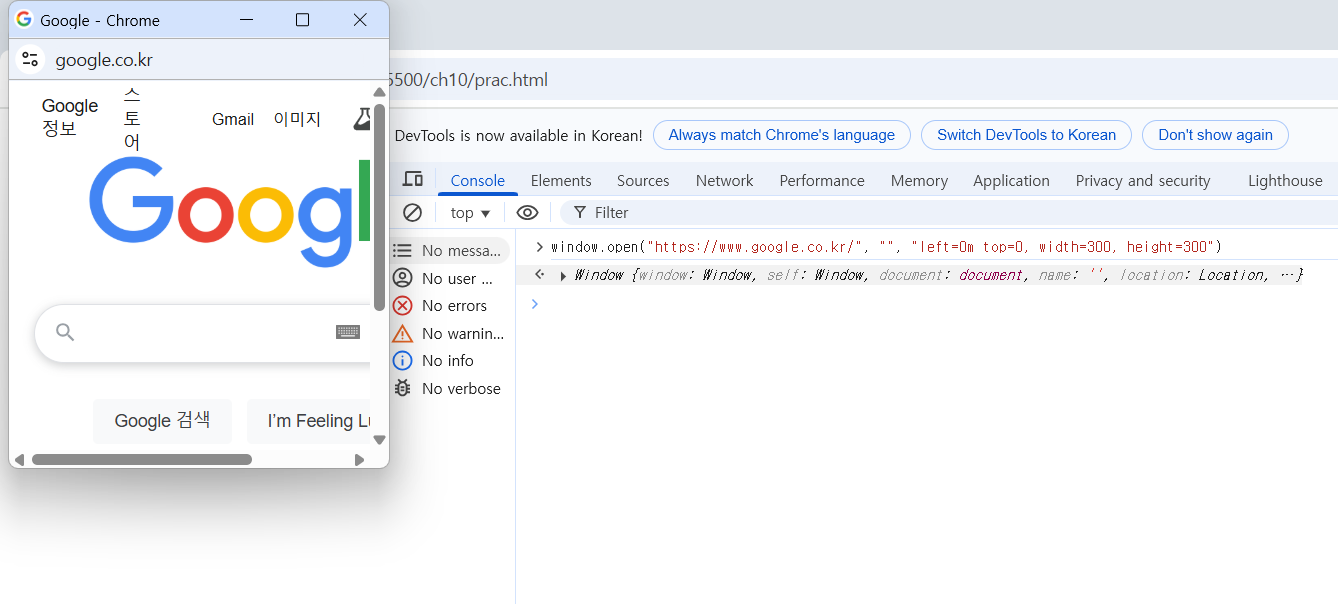 Google - Chrome
google.co.kr
Google 정보
스토어
Gmail
이미지
Google
Google 검색
I'm Feeling Lu
5500/ch10/prac.html
DevTools is now available in Korean!
Always match Chrome's language
Switch DevTools to Korean
Don't show again
Console
Elements
Sources
Network
Performance
Memory
Application
Privacy and security
Lighthouse
top
Filter
No messa...
No user ...
No errors
No warnin...
No info
No verbose
window.open("https://www.google.co.kr/", "", "left=0m top=0, width=300, height=300")
Window {window: Window, self: Window, document: document, name: '', location: Location, …}